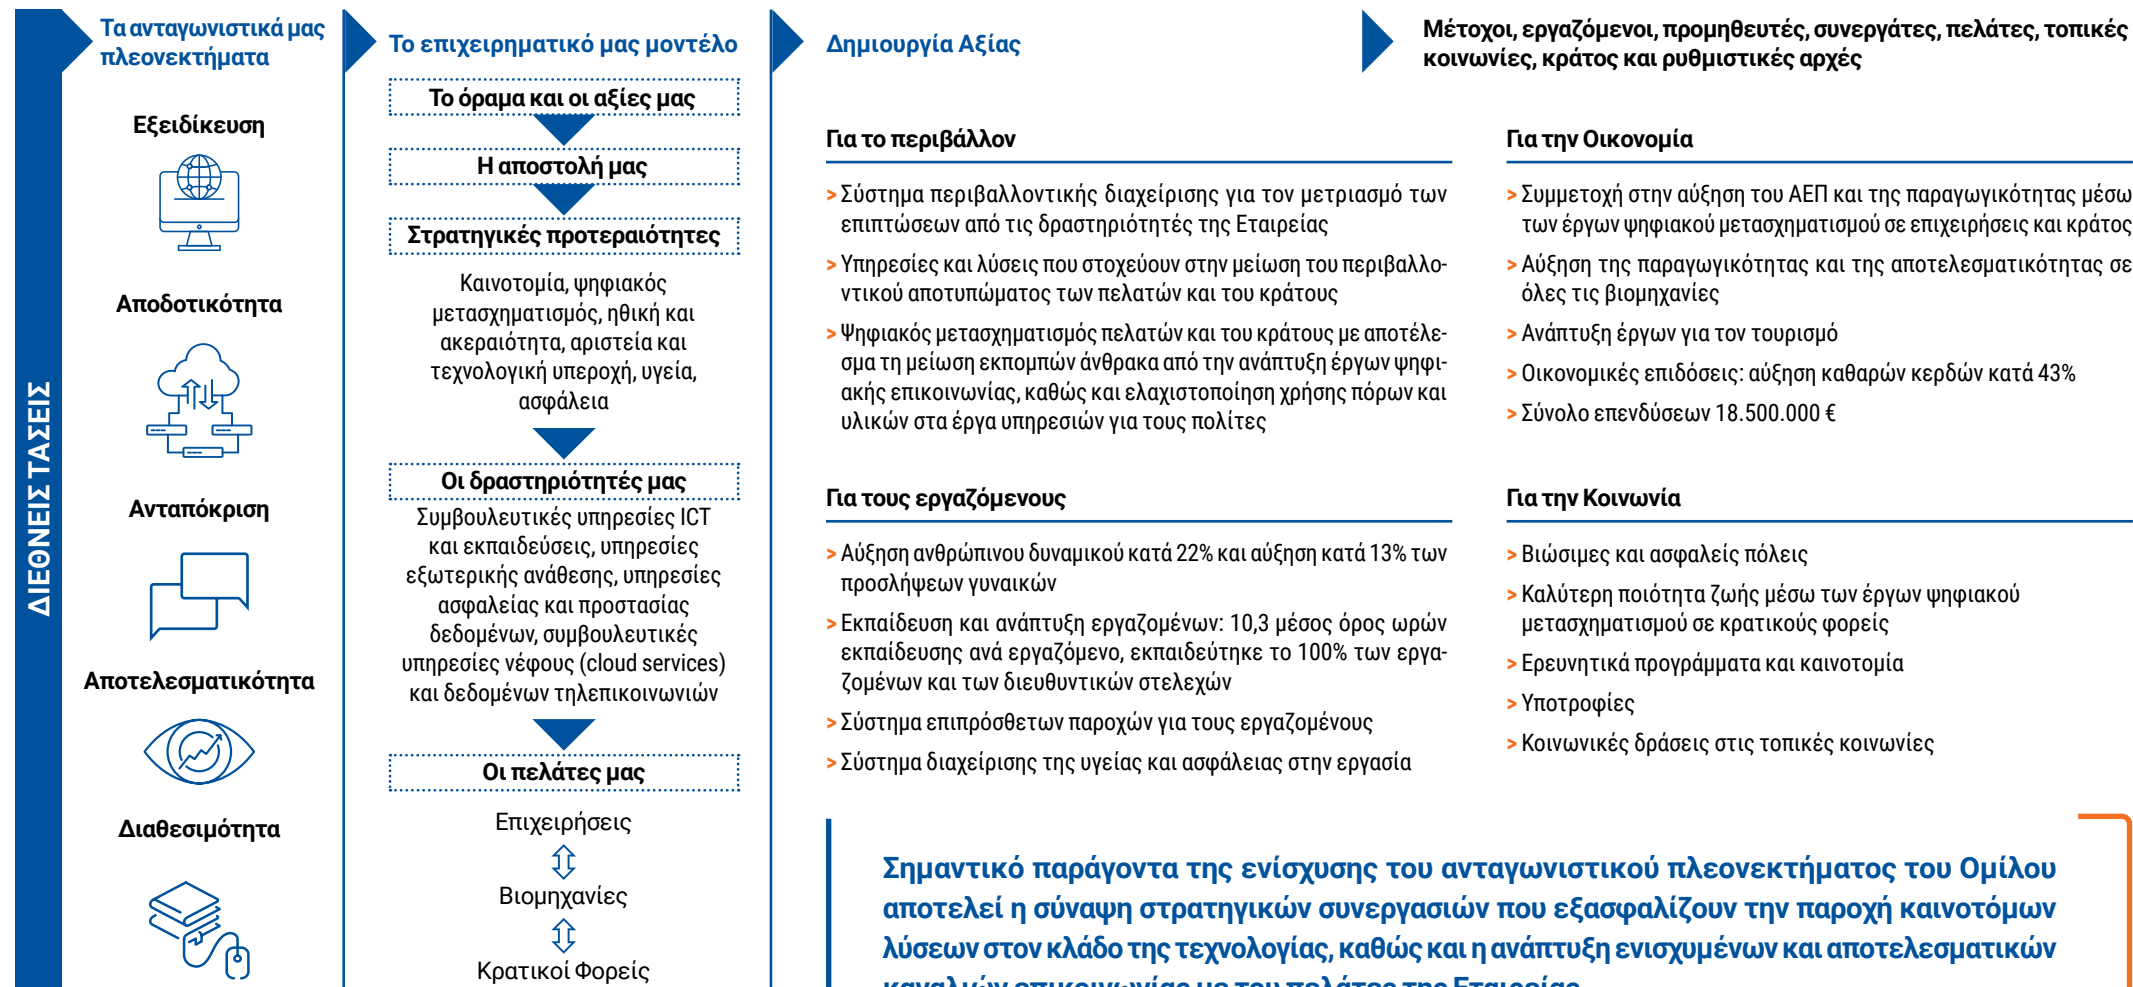 ΔΙΕΘΝΕΙΣ ΤΑΣΕΙΣ
Τα ανταγωνιστικά μας
πλεονεκτήματα
Εξειδίκευση
Αποδοτικότητα
Ανταπόκριση
Αποτελεσματικότητα
Διαθεσιμότητα
Το επιχειρηματικό μας μοντέλο
Το όραμα και οι αξίες μας
Η αποστολή μας
Στρατηγικές προτεραιότητες
Καινοτομία, ψηφιακός
μετασχηματισμός, ηθική και
ακεραιότητα, αριστεία και
τεχνολογική υπεροχή, υγεία,
ασφάλεια
Οι δραστηριότητές μας
Συμβουλευτικές υπηρεσίες ICT
και εκπαιδεύσεις, υπηρεσίες
εξωτερικής ανάθεσης, υπηρεσίες
ασφαλείας και προστασίας
δεδομένων, συμβουλευτικές
υπηρεσίες νέφους (cloud services)
και δεδομένων τηλεπικοινωνιών
Οι πελάτες μας
Επιχειρήσεις
Βιομηχανίες
Κρατικοί Φορείς
Δημιουργία Αξίας
Μέτοχοι, εργαζόμενοι, προμηθευτές, συνεργάτες, πελάτες, τοπικές
κοινωνίες, κράτος και ρυθμιστικές αρχές
Για το περιβάλλον
> Σύστημα περιβαλλοντικής διαχείρισης για τον μετριασμό των
επιπτώσεων από τις δραστηριότητές της Εταιρείας
> Υπηρεσίες και λύσεις που στοχεύουν στην μείωση του περιβαλλο-
ντικού αποτυπώματος των πελατών και του κράτους
> Ψηφιακός μετασχηματισμός πελατών και του κράτους με αποτέλε-
σμα τη μείωση εκπομπών άνθρακα από την ανάπτυξη έργων ψηφι-
ακής επικοινωνίας, καθώς και ελαχιστοποίηση χρήσης πόρων και
υλικών στα έργα υπηρεσιών για τους πολίτες
Για την Οικονομία
> Συμμετοχή στην αύξηση του ΑΕΠ και της παραγωγικότητας μέσω
των έργων ψηφιακού μετασχηματισμού σε επιχειρήσεις και κράτος
> Αύξηση της παραγωγικότητας και της αποτελεσματικότητας σε
όλες τις βιομηχανίες
> Ανάπτυξη έργων για τον τουρισμό
> Οικονομικές επιδόσεις: αύξηση καθαρών κερδών κατά 43%
> Σύνολο επενδύσεων 18.500.000 €
Για τους εργαζόμενους
> Αύξηση ανθρώπινου δυναμικού κατά 22% και αύξηση κατά 13% των
προσλήψεων γυναικών
> Εκπαίδευση και ανάπτυξη εργαζομένων: 10,3 μέσος όρος ωρών
εκπαίδευσης ανά εργαζόμενο, εκπαιδεύτηκε το 100% των εργα-
ζομένων και των διευθυντικών στελεχών
> Σύστημα επιπρόσθετων παροχών για τους εργαζομένους
> Σύστημα διαχείρισης της υγείας και ασφάλειας στην εργασία
Για την Κοινωνία
> Βιώσιμες και ασφαλείς πόλεις
> Καλύτερη ποιότητα ζωής μέσω των έργων ψηφιακού
μετασχηματισμού σε κρατικούς φορείς
> Ερευνητικά προγράμματα και καινοτομία
> Υποτροφίες
> Κοινωνικές δράσεις στις τοπικές κοινωνίες
Σημαντικό παράγοντα της ενίσχυσης του ανταγωνιστικού πλεονεκτήματος του Ομίλου
αποτελεί η σύναψη στρατηγικών συνεργασιών που εξασφαλίζουν την παροχή καινοτόμων
λύσεων στον κλάδο της τεχνολογίας, καθώς και η ανάπτυξη ενισχυμένων και αποτελεσματικών
καναλιών επικοινωνίας με του πελάτες της Εταιρείας